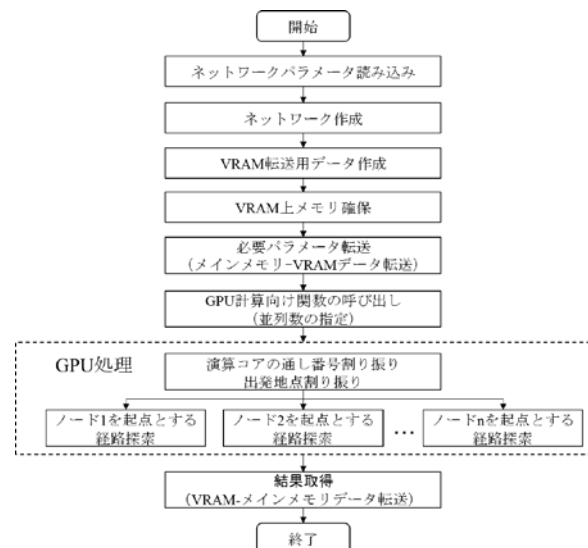 開始
ネットワークパラメータ読み込み
ネットワーク作成
VRAM転送用データ作成
VRAM上メモリ確保
必要パラメータ転送
(メインメモリ-VRAMデータ転送)
GPU計算向け関数の呼び出し
(並列数の指定)
GPU処理
演算コアの通し番号割り振り
出発地点割り振り
ノード1を起点とする
経路探索
ノード2を起点とする
経路探索
…
ノードnを起点とする
経路探索
結果取得
(VRAM-メインメモリデータ転送)
終了